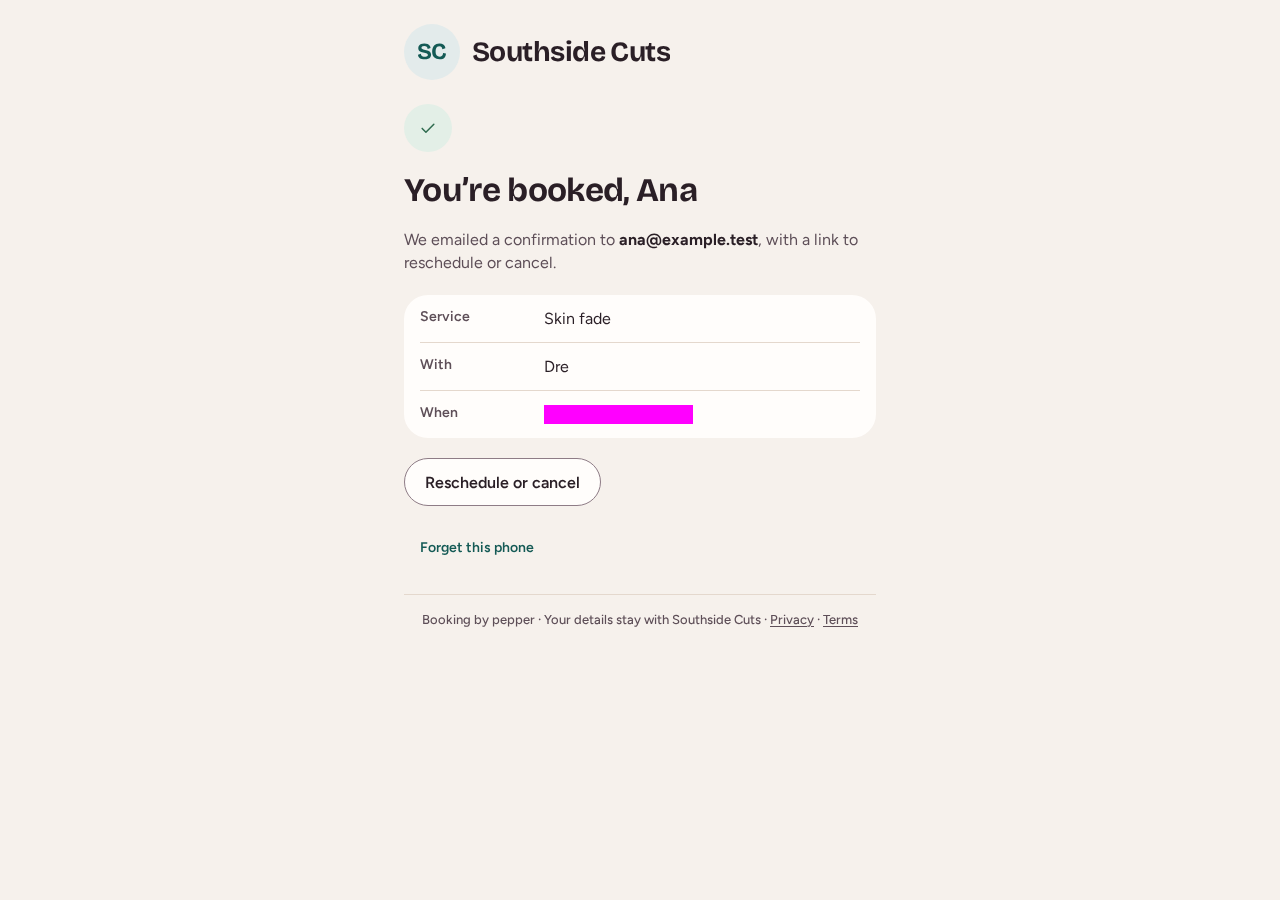 SC
Southside Cuts
You’re booked, Ana
We emailed a confirmation to ana@example.test, with a link to
reschedule or cancel.
Service
Skin fade
With
Dre
When
Reschedule or cancel
Forget this phone
Booking by pepper · Your details stay with Southside Cuts · Privacy · Terms